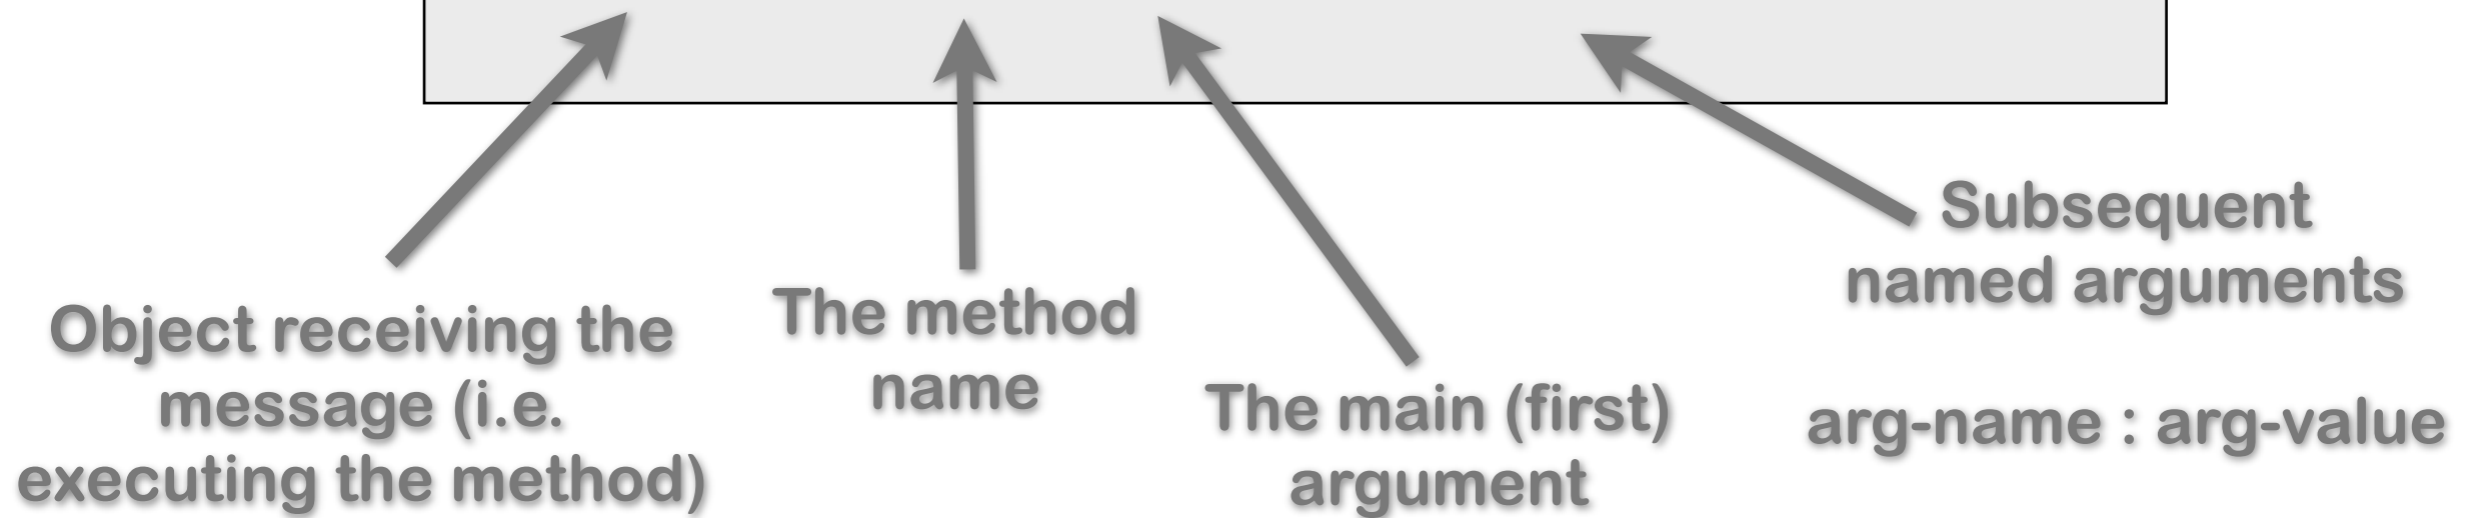 Object receiving the
message (i.e.
executing the method)
The method
name
The main (first)
argument
Subsequent
named arguments
arg-name : arg-value